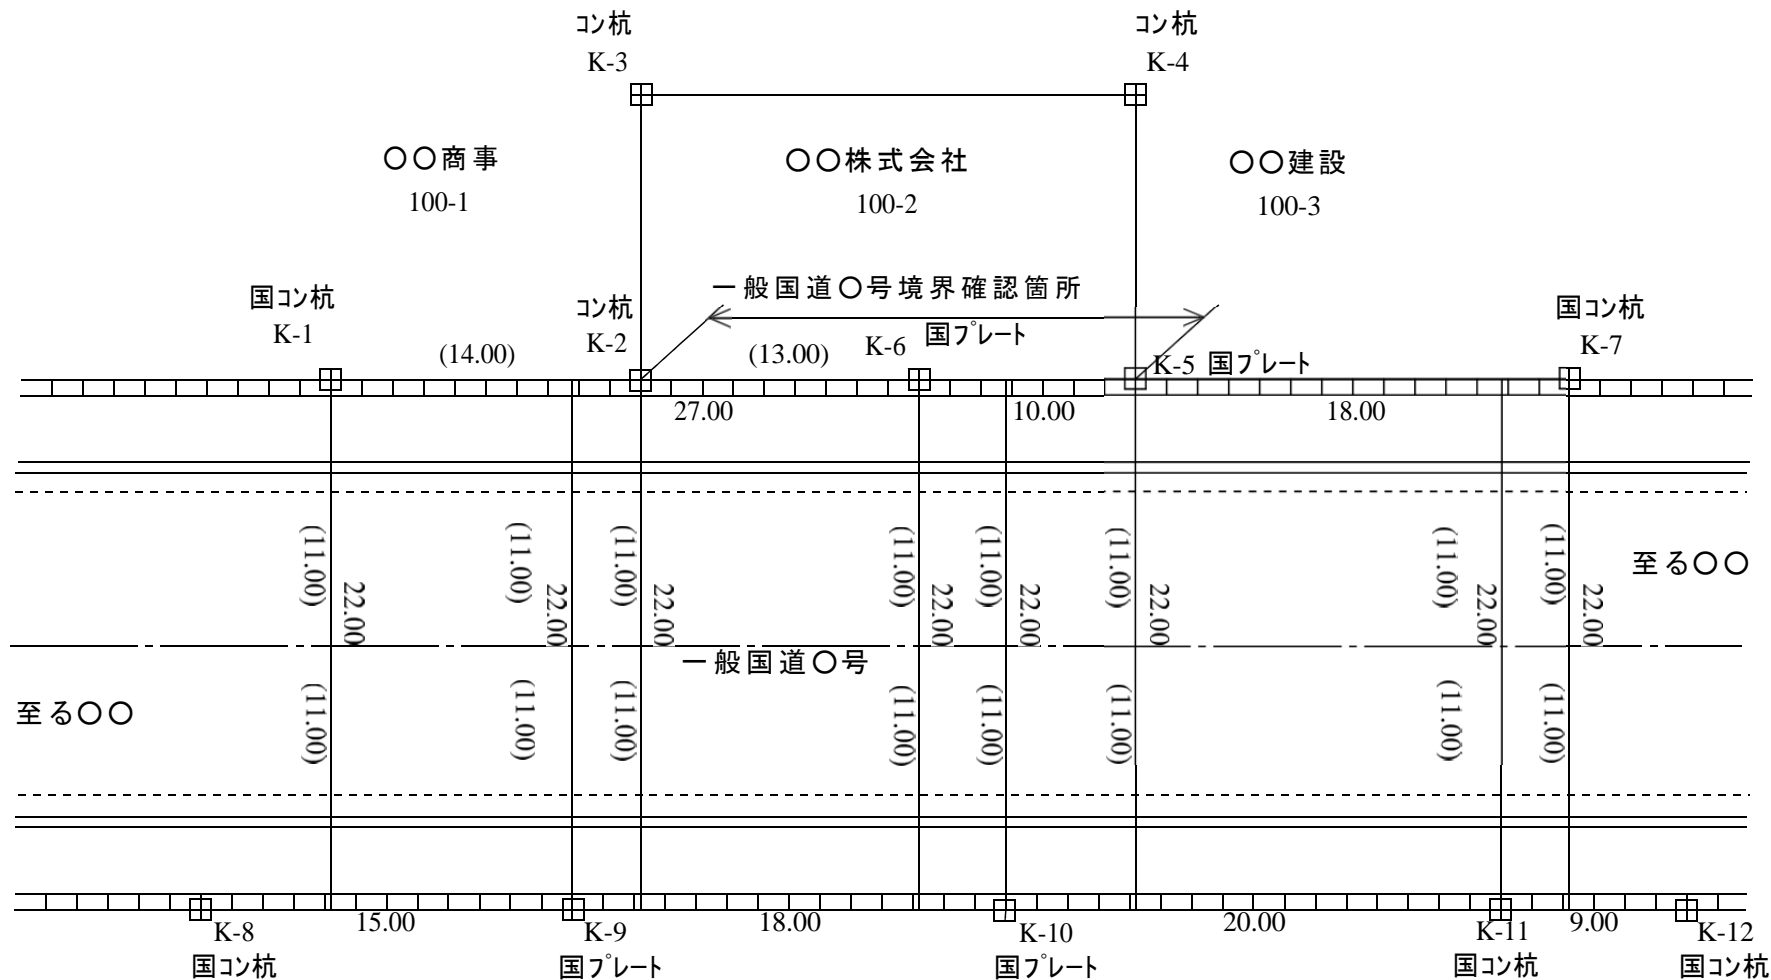 コン杭
K-3
コン杭
K-4
〇〇商事
100-1
〇〇株式会社
100-2
〇〇建設
100-3
一般国道〇号境界確認箇所
国コン杭
K-1
コン杭
K-2
国プレート
K-6
国コン杭
K-7
(14.00)
(13.00)
K-5 国プレート
27.00
10.00
18.00
(11.00)
22.00
(11.00)
22.00
(11.00)
22.00
(11.00)
22.00
(11.00)
22.00
(11.00)
22.00
(11.00)
22.00
(11.00)
22.00
至る〇〇
一般国道〇号
至る〇〇
(11.00)
(11.00)
(11.00)
(11.00)
(11.00)
(11.00)
(11.00)
(11.00)
15.00
18.00
20.00
9.00
K-8
国コン杭
K-9
国プレート
K-10
国プレート
K-11
国コン杭
K-12
国コン杭